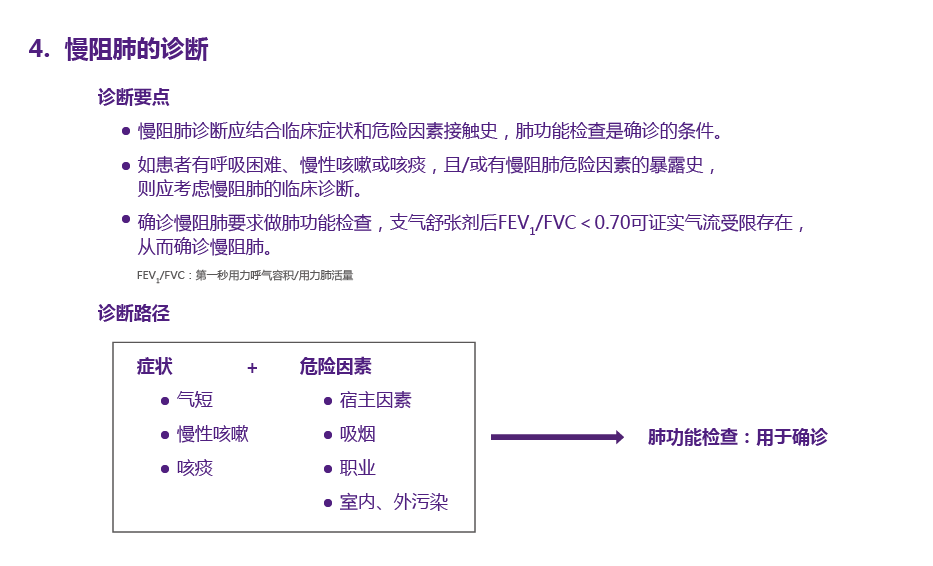 4. 慢阻肺的诊断
诊断要点
● 慢阻肺诊断应结合临床症状和危险因素接触史，肺功能检查是确诊的条件。
● 如患者有呼吸困难、慢性咳嗽或咳痰，且/或有慢阻肺危险因素的暴露史，
则应考虑慢阻肺的临床诊断。
● 确诊慢阻肺要求做肺功能检查，支气舒张剂后FEV₁/FVC＜0.70可证实气流受限存在，
从而确诊慢阻肺。
FEV₁/FVC：第一秒用力呼气容积/用力肺活量
诊断路径
症状 + 危险因素
● 气短 ● 宿主因素
● 慢性咳嗽 ● 吸烟
● 咳痰 ● 职业
● 室内、外污染
肺功能检查：用于确诊